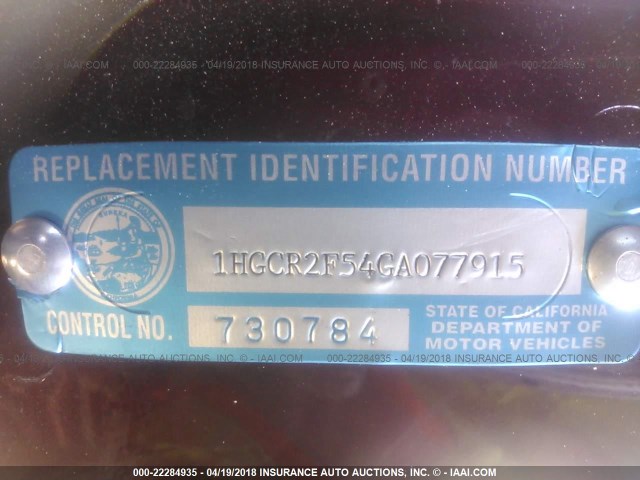 000-22284935 - 04/19/2018 INSURANCE AUTO AUCTIONS, INC. © - IAAI.COM
REPLACEMENT IDENTIFICATION NUMBER
1HGCR2F54GA077915
CONTROL NO. 730784
STATE OF CALIFORNIA
DEPARTMENT OF
MOTOR VEHICLES
© - IAAI.COM 000-22284935 - 04/19/2018 INSURANCE AUTO AUCTIONS, INC.
000-22284935 - 04/19/2018 INSURANCE AUTO AUCTIONS, INC. © - IAAI.COM